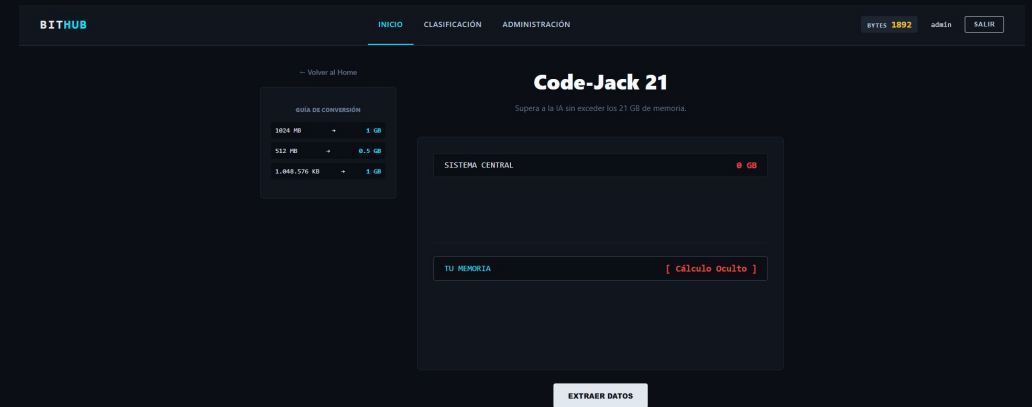 BITHUB
INICIO CLASIFICACIÓN ADMINISTRACIÓN
BYTES 1892 admin SALIR
← Volver al Home
GUÍA DE CONVERSIÓN
1024 MB → 1 GB
512 MB → 0.5 GB
1.048.576 KB → 1 GB
Code-Jack 21
Supera a la IA sin exceder los 21 GB de memoria.
SISTEMA CENTRAL 0 GB
TU MEMORIA [ Cálculo Oculto ]
EXTRAER DATOS